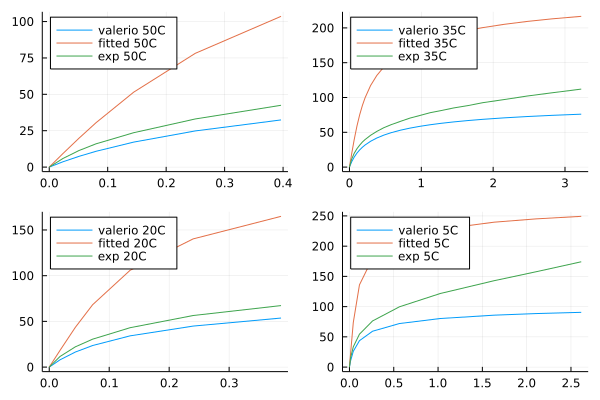 100
75
50
25
0
valerio 50C
fitted 50C
exp 50C
0.0 0.1 0.2 0.3 0.4
200
150
100
50
0
valerio 35C
fitted 35C
exp 35C
0 1 2 3
150
100
50
0
valerio 20C
fitted 20C
exp 20C
0.0 0.1 0.2 0.3
250
200
150
100
50
0
valerio 5C
fitted 5C
exp 5C
0.0 0.5 1.0 1.5 2.0 2.5